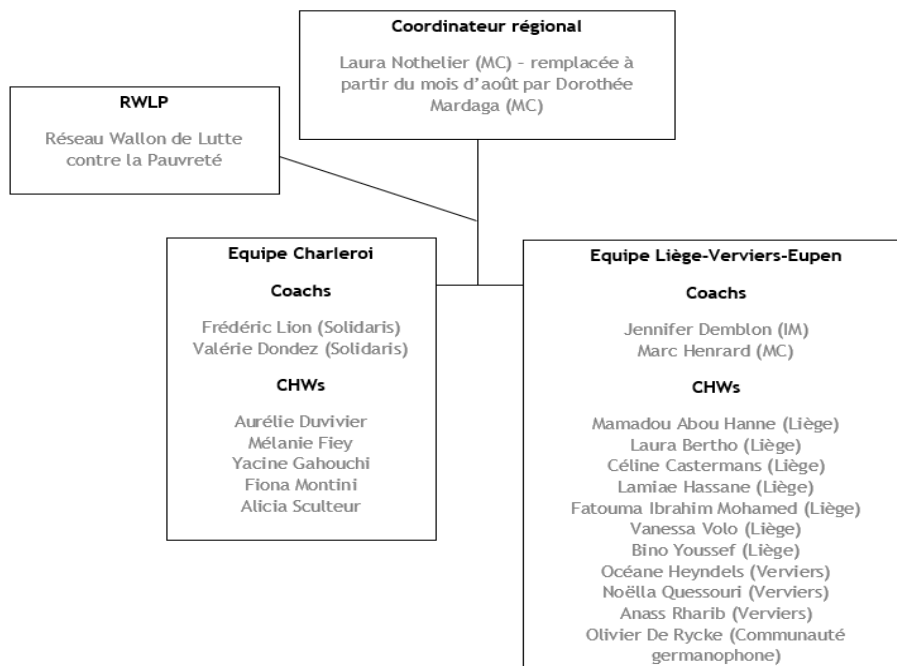 Coordinateur régional
Laura Nothelier (MC) – remplacée à
partir du mois d'août par Dorothée
Mardaga (MC)
RWLP
Réseau Wallon de Lutte
contre la Pauvreté
Equipe Charleroi
Coachs
Frédéric Lion (Solidaris)
Valérie Dondez (Solidaris)
CHWs
Aurélie Duvivier
Mélanie Fiey
Yacine Gahouchi
Fiona Montini
Alicia Sculteur
Equipe Liège-Verviers-Eupen
Coachs
Jennifer Demblon (IM)
Marc Henrard (MC)
CHWs
Mamadou Abou Hanne (Liège)
Laura Bertho (Liège)
Céline Castermans (Liège)
Lamiae Hassane (Liège)
Fatouma Ibrahim Mohamed (Liège)
Vanessa Volo (Liège)
Bino Youssef (Liège)
Océane Heyndels (Verviers)
Noëlla Quessouri (Verviers)
Anass Rharib (Verviers)
Olivier De Rycke (Communauté
germanophone)